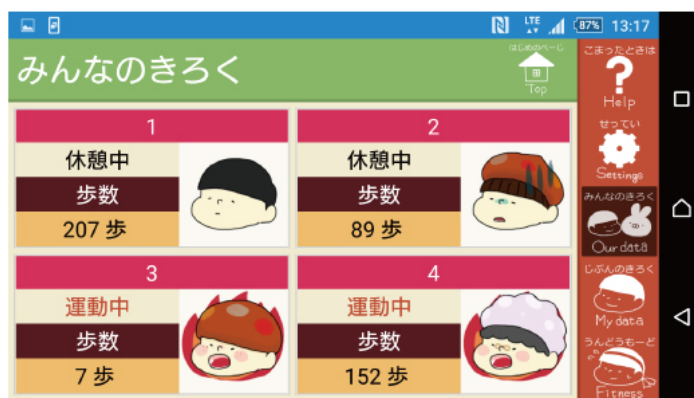 LTE 87% 13:17
みんなのきろく
はじめのぺーじ
Top
1
休憩中
歩数
207 歩
2
休憩中
歩数
89 歩
3
運動中
歩数
7 歩
4
運動中
歩数
152 歩
こまったときは
Help
せってい
Settings
みんなのきろく
Our data
じぶんのきろく
My data
うんどうもーど
Fitness